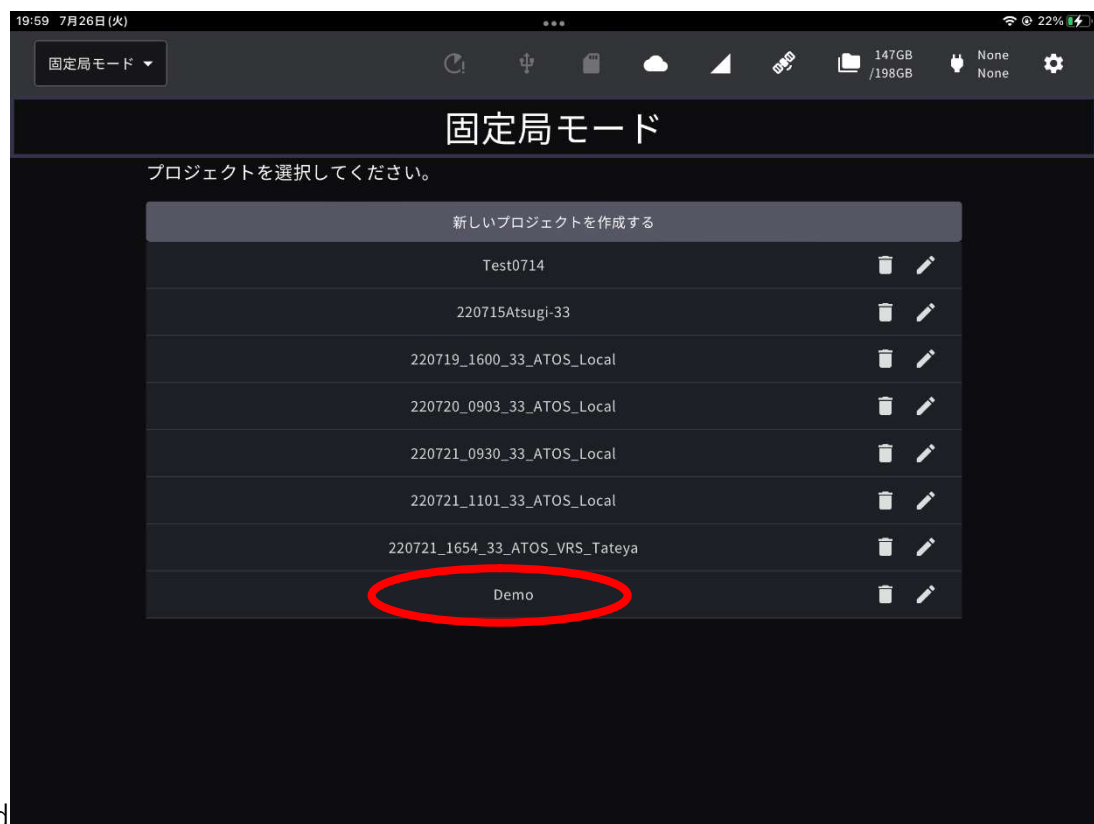 19:59 7月26日(火)
22%
固定局モード
147GB
/198GB
None
None
固定局モード
プロジェクトを選択してください。
新しいプロジェクトを作成する
Test0714
220715Atsugi-33
220719_1600_33_ATOS_Local
220720_0903_33_ATOS_Local
220721_0930_33_ATOS_Local
220721_1101_33_ATOS_Local
220721_1654_33_ATOS_VRS_Tateya
Demo